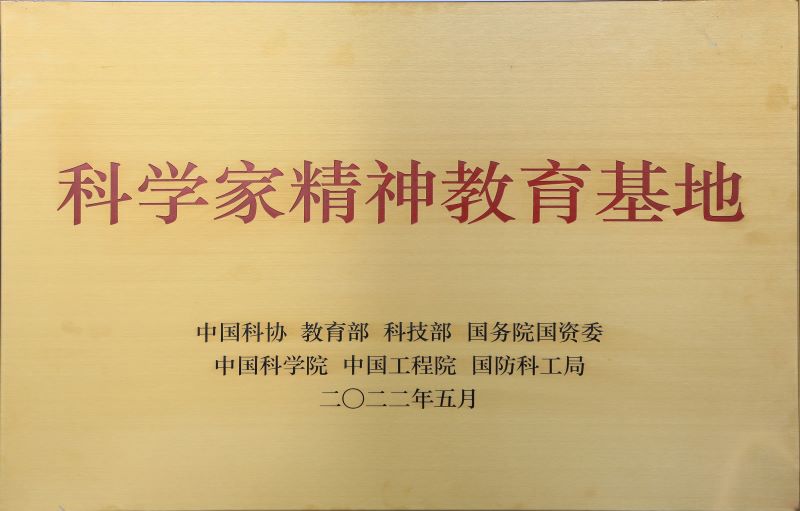 科学家精神教育基地
中国科协 教育部 科技部 国务院国资委
中国科学院 中国工程院 国防科工局
二〇二二年五月